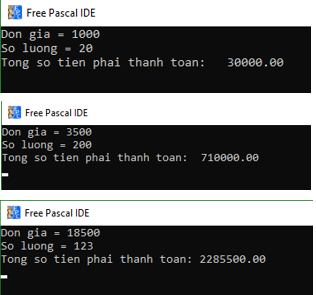 Free Pascal IDE
Don gia = 1000
So luong = 20
Tong so tien phai thanh toan:   30000.00
Free Pascal IDE
Don gia = 3500
So luong = 200
Tong so tien phai thanh toan:  710000.00
Free Pascal IDE
Don gia = 18500
So luong = 123
Tong so tien phai thanh toan: 2285500.00